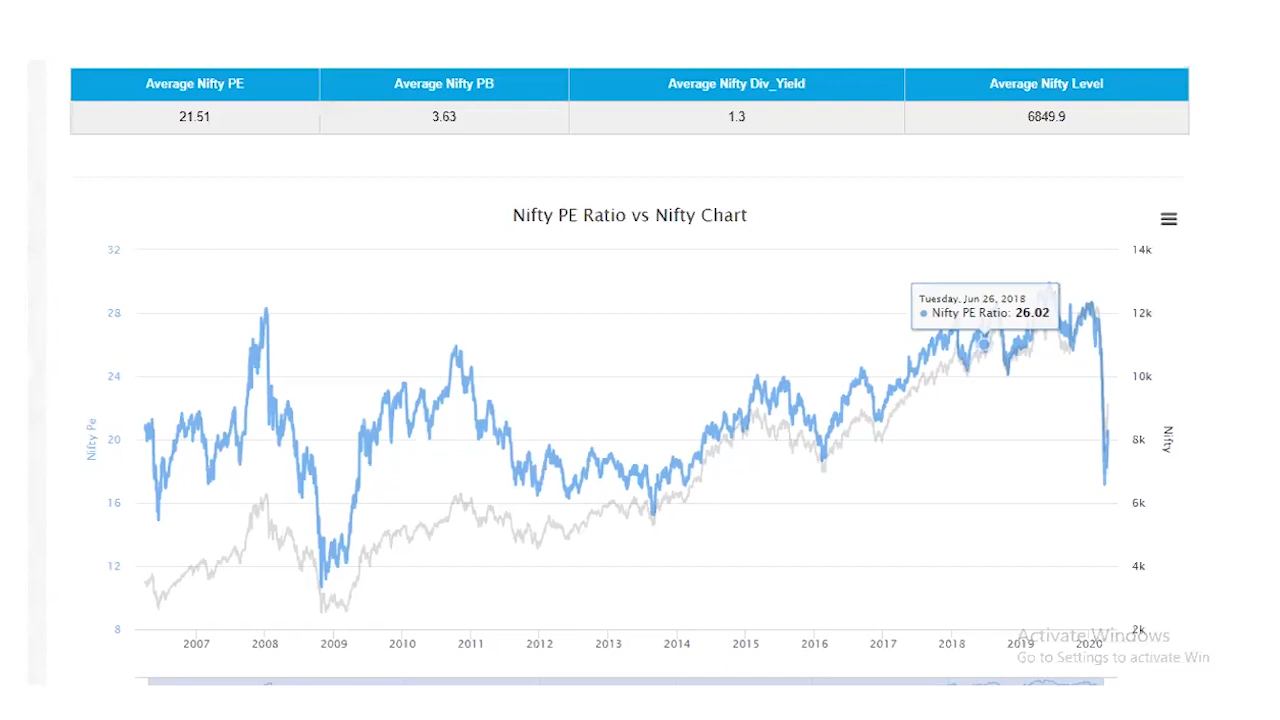 Average Nifty PE Average Nifty PB Average Nifty Div_Yield Average Nifty Level
21.51 3.63 1.3 6849.9
Nifty PE Ratio vs Nifty Chart
32 14k
Tuesday, Jun 26, 2018
Nifty PE Ratio: 26.02
28 12k
24 10k
20 8k
Nifty Pe
Nifty
16 6k
12 4k
8 2k
2007 2008 2009 2010 2011 2012 2013 2014 2015 2016 2017 2018 2019 2020
Activate Windows
Go to Settings to activate Win